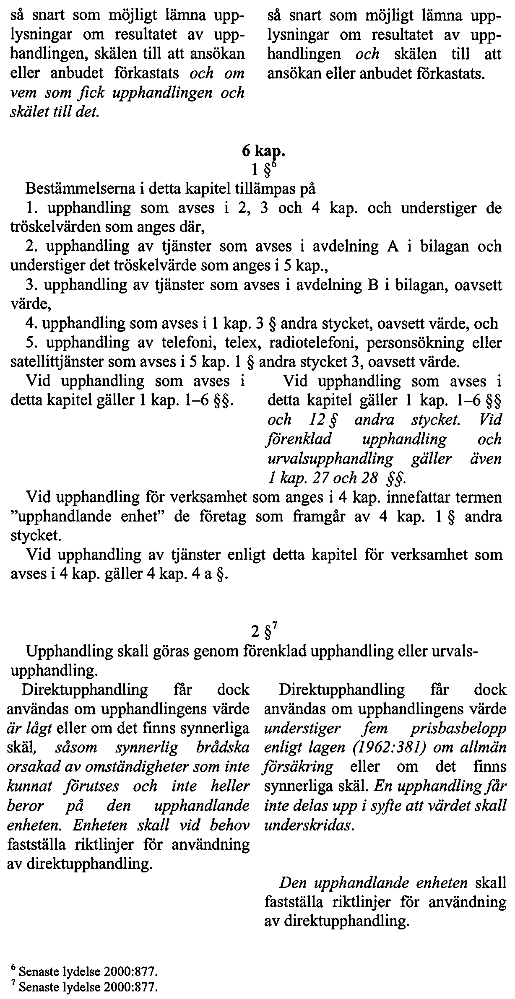 så snart som möjligt lämna upp-
lysningar om resultatet av upp-
handlingen, skälen till att ansökan
eller anbudet förkastats och om
vem som fick upphandlingen och
skälet till det.
så snart som möjligt lämna upp-
lysningar om resultatet av upp-
handlingen och skälen till att
ansökan eller anbudet förkastats.
6 kap.
1 §⁶
Bestämmelserna i detta kapitel tillämpas på
1. upphandling som avses i 2, 3 och 4 kap. och understiger de
tröskelvärden som anges där,
2. upphandling av tjänster som avses i avdelning A i bilagan och
understiger det tröskelvärde som anges i 5 kap.,
3. upphandling av tjänster som avses i avdelning B i bilagan, oavsett
värde,
4. upphandling som avses i 1 kap. 3 § andra stycket, oavsett värde, och
5. upphandling av telefoni, telex, radiotelefoni, personsökning eller
satellittjänster som avses i 5 kap. 1 § andra stycket 3, oavsett värde.
Vid upphandling som avses i
detta kapitel gäller 1 kap. 1–6 §§.
Vid upphandling som avses i
detta kapitel gäller 1 kap. 1–6 §§
och 12 § andra stycket. Vid
förenklad upphandling och
urvalsupphandling gäller även
1 kap. 27 och 28 §§.
Vid upphandling för verksamhet som anges i 4 kap. innefattar termen
”upphandlande enhet” de företag som framgår av 4 kap. 1 § andra
stycket.
Vid upphandling av tjänster enligt detta kapitel för verksamhet som
avses i 4 kap. gäller 4 kap. 4 a §.
2 §⁷
Upphandling skall göras genom förenklad upphandling eller urvals-
upphandling.
Direktupphandling får dock
användas om upphandlingens värde
är lågt eller om det finns synnerliga
skäl, såsom synnerlig brådska
orsakad av omständigheter som inte
kunnat förutses och inte heller
beror på den upphandlande
enheten. Enheten skall vid behov
fastställa riktlinjer för användning
av direktupphandling.
Direktupphandling får dock
användas om upphandlingens värde
understiger fem prisbasbelopp
enligt lagen (1962:381) om allmän
försäkring eller om det finns
synnerliga skäl. En upphandling får
inte delas upp i syfte att värdet skall
underskridas.
Den upphandlande enheten skall
fastställa riktlinjer för användning
av direktupphandling.
⁶ Senaste lydelse 2000:877.
⁷ Senaste lydelse 2000:877.